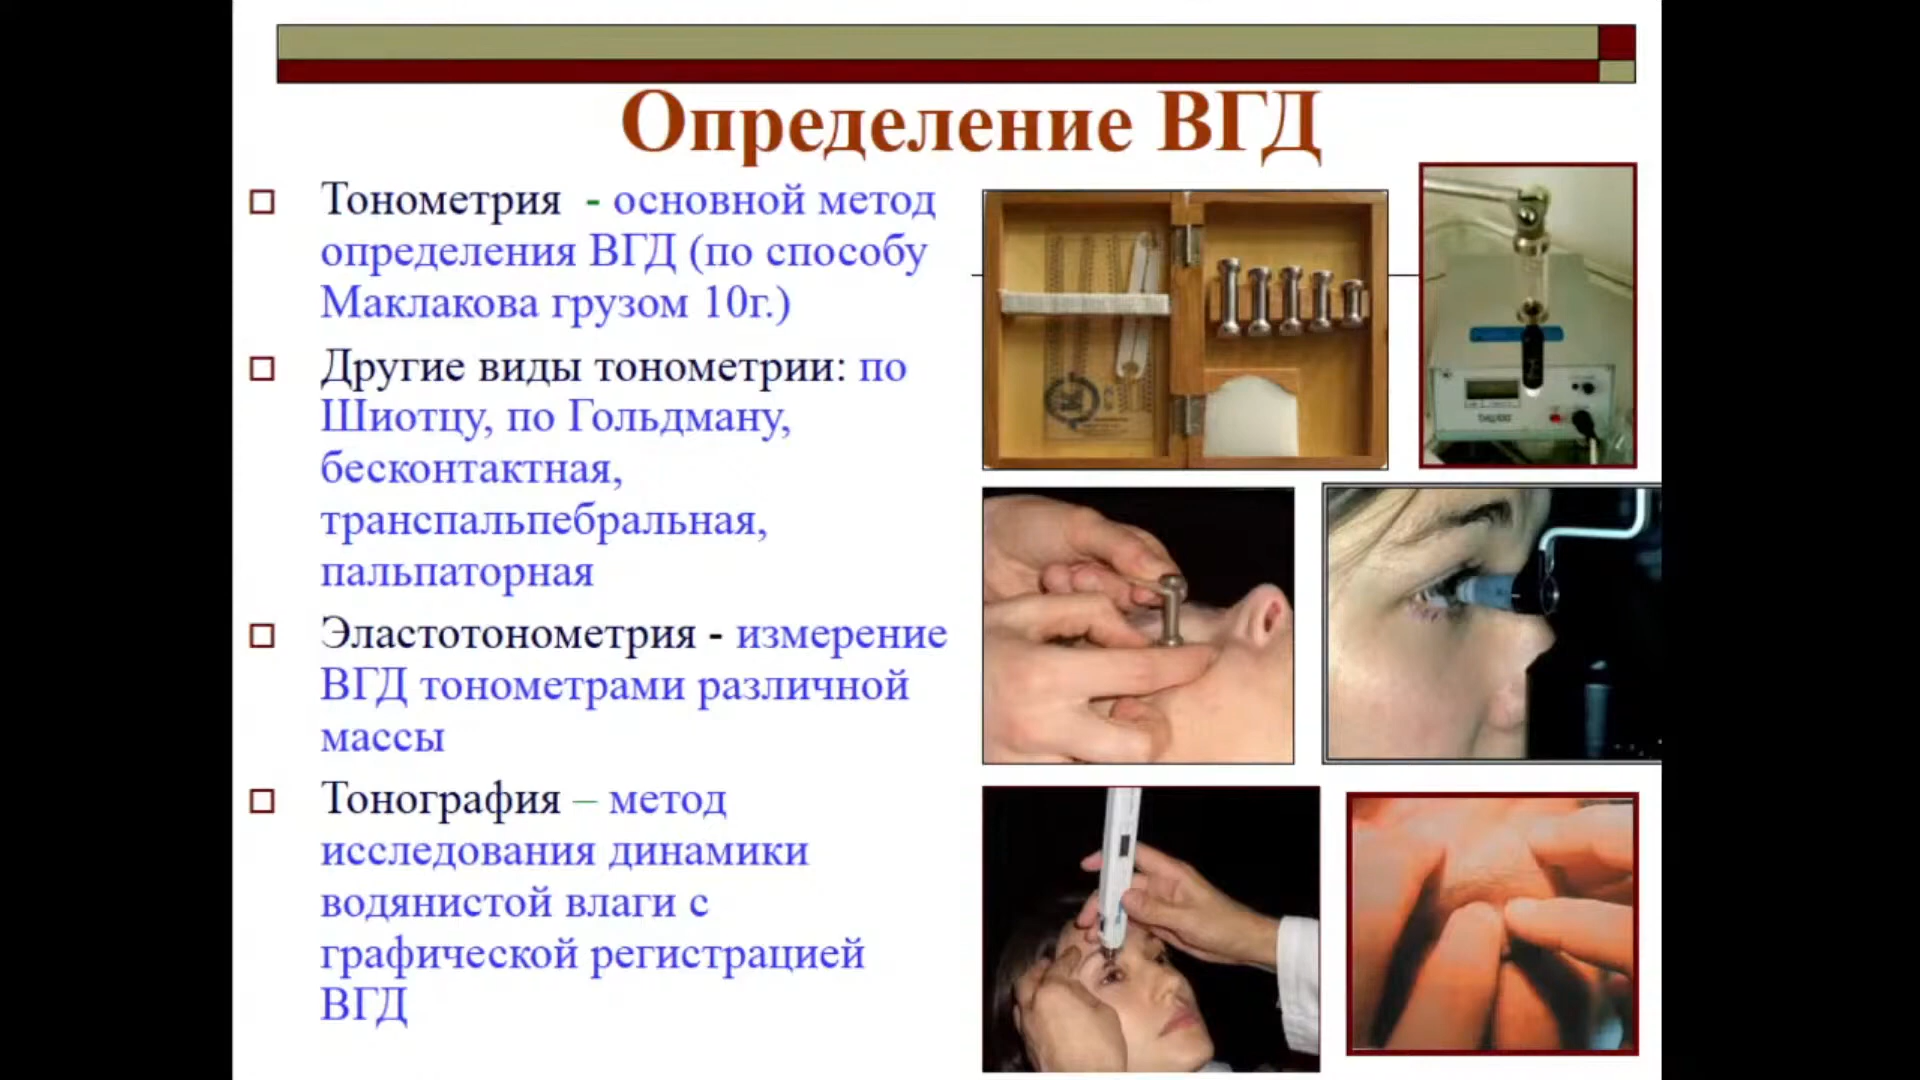 Определение ВГД
Тонометрия - основной метод
определения ВГД (по способу
Маклакова грузом 10г.)
Другие виды тонометрии: по
Шиотцу, по Гольдману,
бесконтактная,
транспальпебральная,
пальпаторная
Эластотонометрия - измерение
ВГД тонометрами различной
массы
Тонография – метод
исследования динамики
водянистой влаги с
графической регистрацией
ВГД